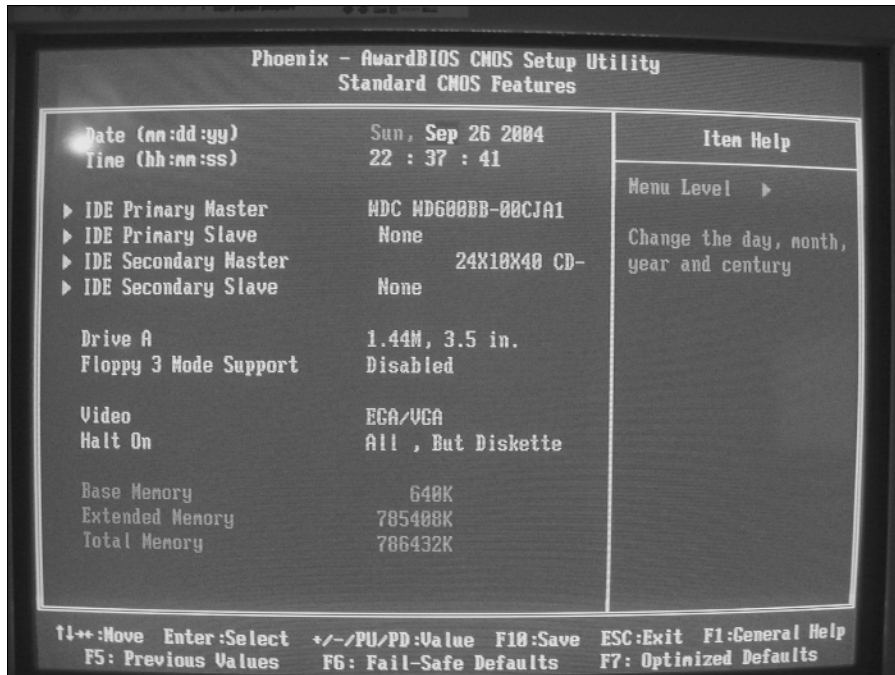 Phoenix - AwardBIOS CMOS Setup Utility
Standard CMOS Features
Date (mm:dd:yy) Sun, Sep 26 2004
Time (hh:mm:ss) 22 : 37 : 41
▶ IDE Primary Master WDC WD600BB-00CJA1
▶ IDE Primary Slave None
▶ IDE Secondary Master 24X10X40 CD-
▶ IDE Secondary Slave None
Drive A 1.44M, 3.5 in.
Floppy 3 Mode Support Disabled
Video EGA/VGA
Halt On All , But Diskette
Base Memory 640K
Extended Memory 785408K
Total Memory 786432K
Item Help
Menu Level ▶
Change the day, month,
year and century
↑↓→←:Move Enter:Select +/-/PU/PD:Value F10:Save ESC:Exit F1:General Help
F5: Previous Values F6: Fail-Safe Defaults F7: Optimized Defaults